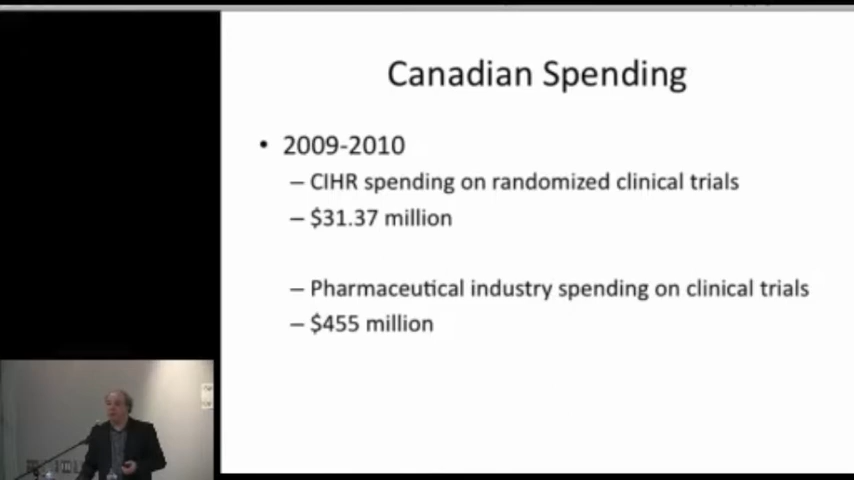 Canadian Spending
• 2009-2010
– CIHR spending on randomized clinical trials
– $31.37 million
– Pharmaceutical industry spending on clinical trials
– $455 million